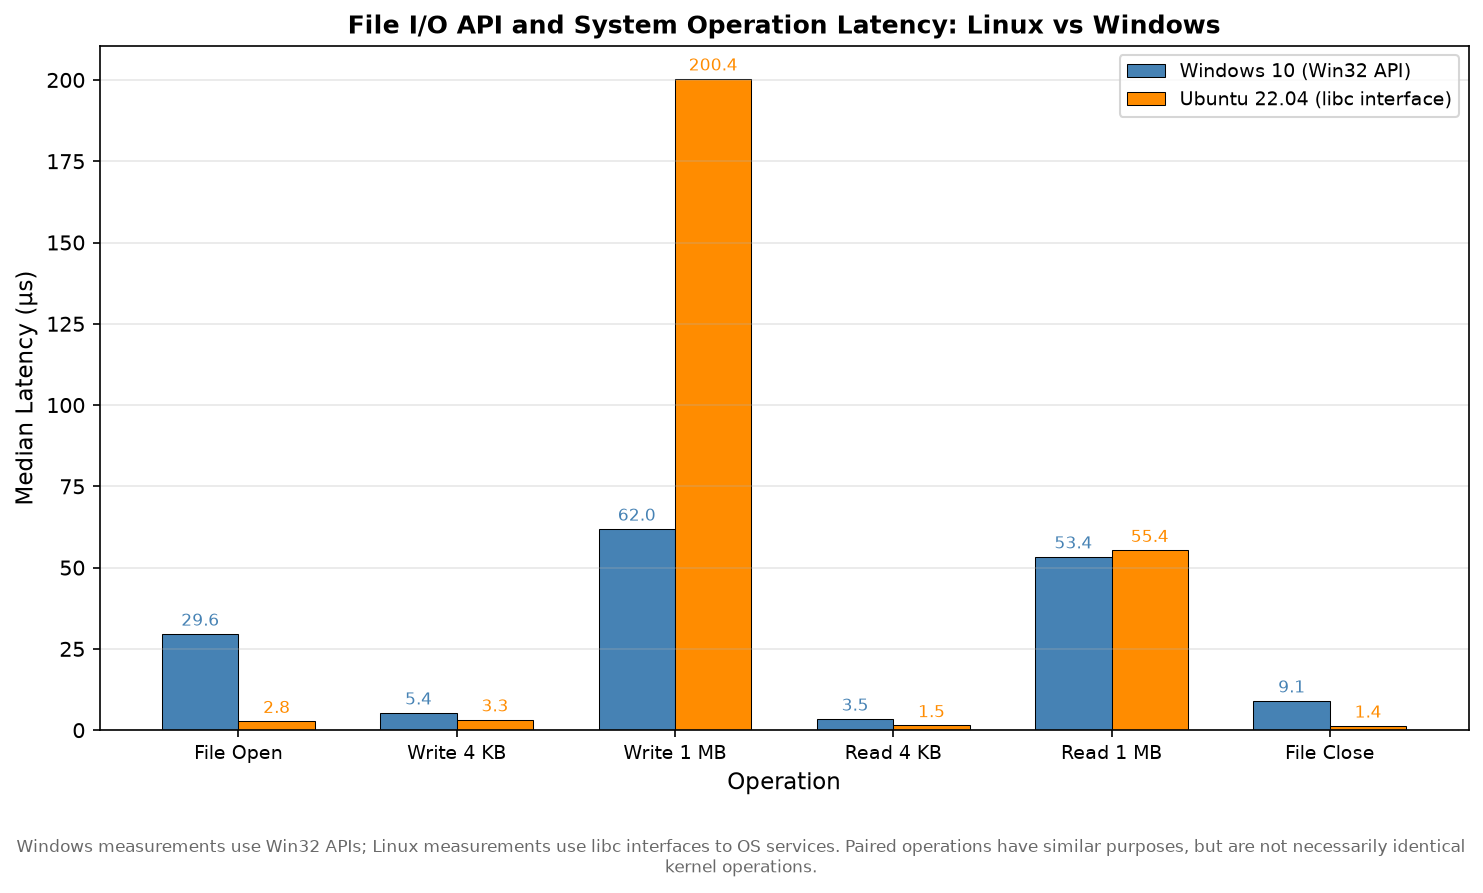 File I/O API and System Operation Latency: Linux vs Windows
Windows 10 (Win32 API)
Ubuntu 22.04 (libc interface)
Median Latency (µs)
200
175
150
125
100
75
50
25
0
29.6
2.8
5.4
3.3
62.0
200.4
3.5
1.5
53.4
55.4
9.1
1.4
File Open
Write 4 KB
Write 1 MB
Read 4 KB
Read 1 MB
File Close
Operation
Windows measurements use Win32 APIs; Linux measurements use libc interfaces to OS services. Paired operations have similar purposes, but are not necessarily identical
kernel operations.